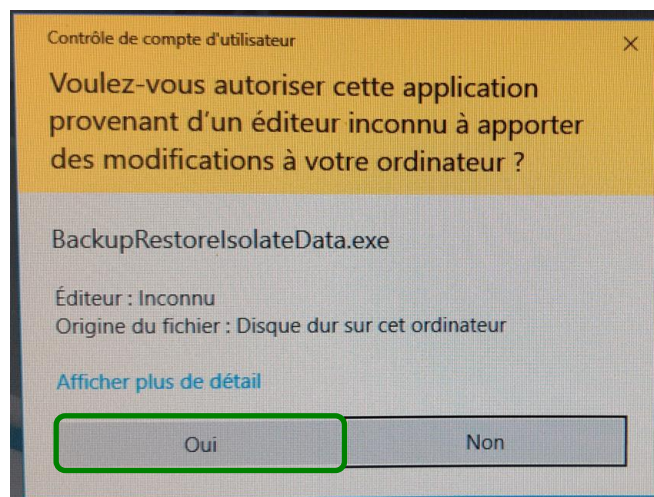 Contrôle de compte d'utilisateur
Voulez-vous autoriser cette application
provenant d'un éditeur inconnu à apporter
des modifications à votre ordinateur ?
BackupRestoreIsolateData.exe
Éditeur : Inconnu
Origine du fichier : Disque dur sur cet ordinateur
Afficher plus de détail
Oui
Non